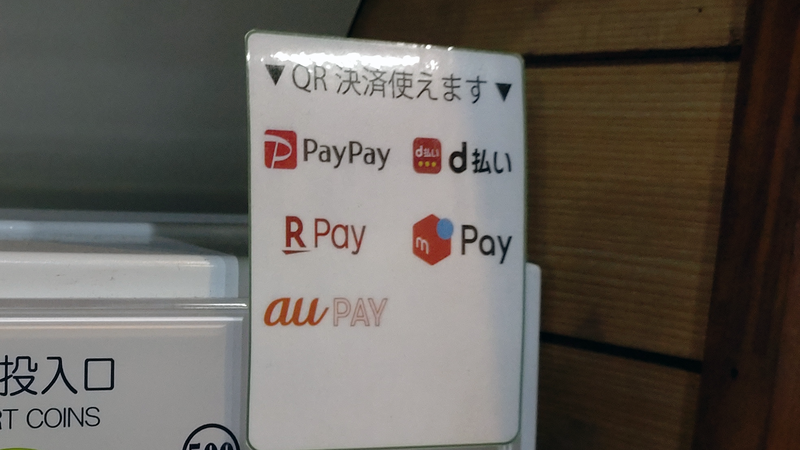 ▼QR 決済使えます▼
PayPay d払い d払い
R Pay m Pay
au PAY
投入口
RT COINS
500